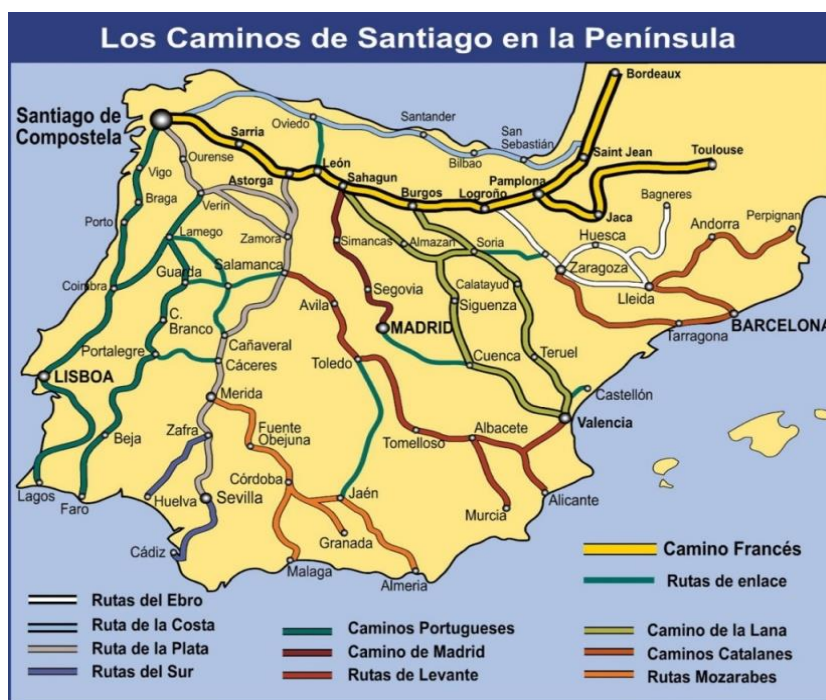 Los Caminos de Santiago en la Península
Bordeaux
Santiago de
Compostela
Oviedo
Santander
San
Sebastián
Bilbao
Sarria
Saint Jean
Toulouse
Ourense
León
Vigo
Astorga
Sahagun
Pamplona
Burgos
Logroño
Bagneres
Braga
Verín
Jaca
Porto
Perpignan
Andorra
Lamego
Zamora
Simancas
Almazan
Soria
Huesca
Guarda
Salamanca
Zaragoza
Coimbra
Segovia
Calatayud
Lleida
Avila
Siguenza
C.
Branco
MADRID
BARCELONA
Tarragona
Cañaveral
Portalegre
Toledo
Cuenca
Teruel
Cáceres
LISBOA
Castellón
Merida
Valencia
Zafra
Fuente
Obejuna
Albacete
Beja
Tomelloso
Córdoba
Lagos
Faro
Huelva
Sevilla
Jaén
Alicante
Murcia
Granada
Cádiz
Malaga
Almeria
Camino Francés
Rutas de enlace
Rutas del Ebro
Ruta de la Costa
Ruta de la Plata
Rutas del Sur
Caminos Portugueses
Camino de Madrid
Rutas de Levante
Camino de la Lana
Caminos Catalanes
Rutas Mozarabes